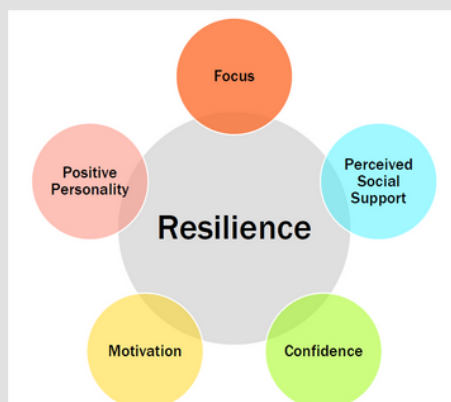 Focus
Positive
Personality
Perceived
Social
Support
Resilience
Motivation
Confidence